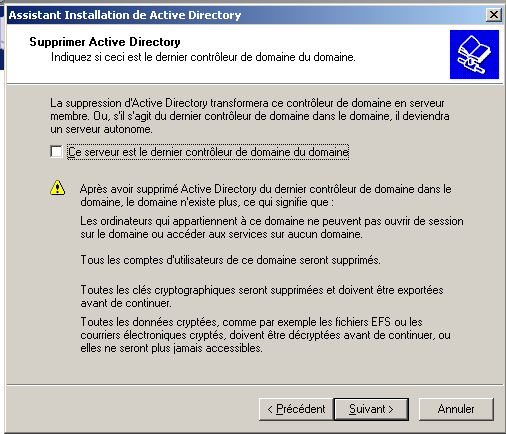 Assistant Installation de Active Directory
Supprimer Active Directory
Indiquez si ceci est le dernier contrôleur de domaine du domaine.
La suppression d'Active Directory transformera ce contrôleur de domaine en serveur
membre. Ou, s'il s'agit du dernier contrôleur de domaine dans le domaine, il deviendra
un serveur autonome.
Ce serveur est le dernier contrôleur de domaine du domaine
Après avoir supprimé Active Directory du dernier contrôleur de domaine dans le
domaine, le domaine n'existe plus, ce qui signifie que :
Les ordinateurs qui appartiennent à ce domaine ne peuvent pas ouvrir de session
sur le domaine ou accéder aux services sur aucun domaine.
Tous les comptes d'utilisateurs de ce domaine seront supprimés.
Toutes les clés cryptographiques seront supprimées et doivent être exportées
avant de continuer.
Toutes les données cryptées, comme par exemple les fichiers EFS ou les
courriers électroniques cryptés, doivent être décryptées avant de continuer, ou
elles ne seront plus jamais accessibles.
< Précédent Suivant > Annuler